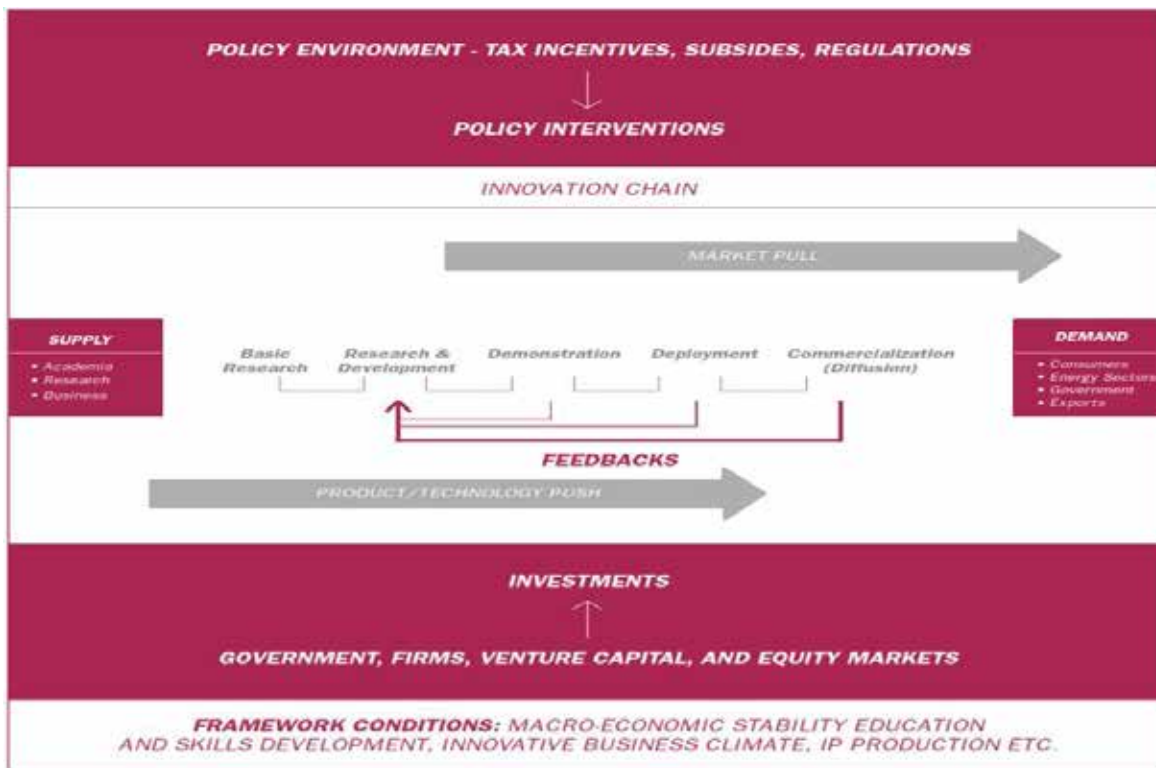 POLICY ENVIRONMENT - TAX INCENTIVES, SUBSIDES, REGULATIONS
POLICY INTERVENTIONS
INNOVATION CHAIN
MARKET PULL
SUPPLY
• Academia
• Research
• Business
Basic
Research
Research &
Development
Demonstration
Deployment
Commercialization
(Diffusion)
DEMAND
• Consumers
• Energy Sectors
• Government
• Exports
FEEDBACKS
PRODUCT/TECHNOLOGY PUSH
INVESTMENTS
GOVERNMENT, FIRMS, VENTURE CAPITAL, AND EQUITY MARKETS
FRAMEWORK CONDITIONS: MACRO-ECONOMIC STABILITY EDUCATION
AND SKILLS DEVELOPMENT, INNOVATIVE BUSINESS CLIMATE, IP PRODUCTION ETC.